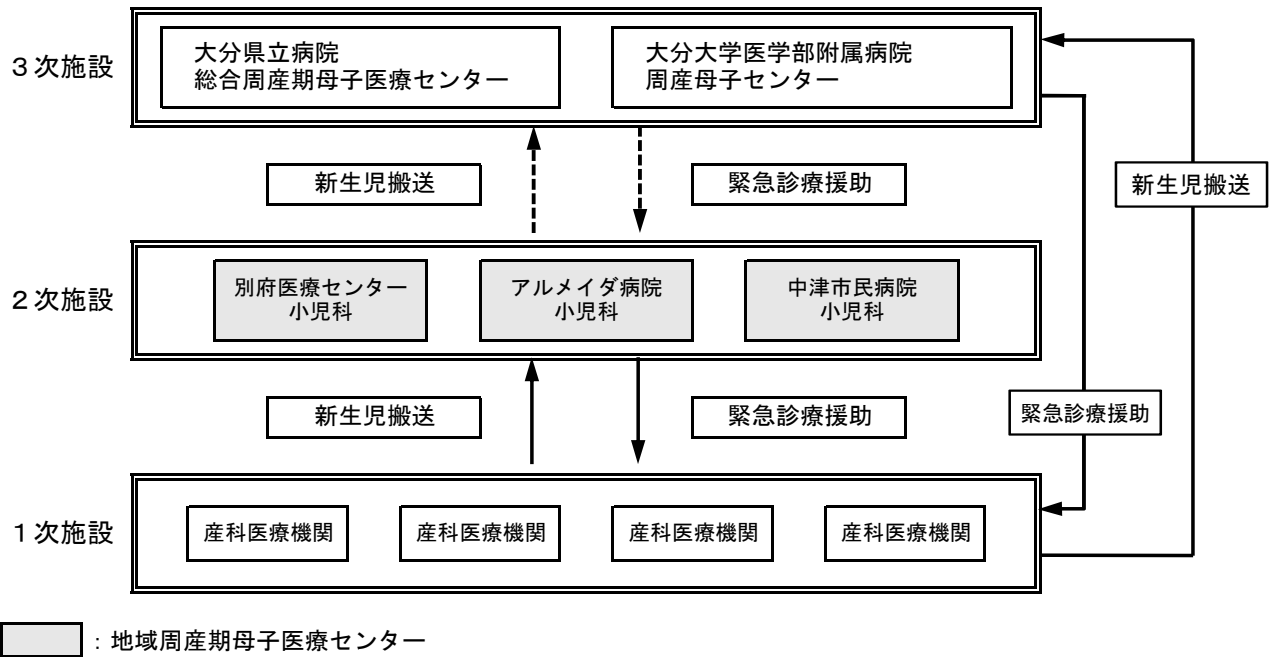 3次施設
大分県立病院
総合周産期母子医療センター
大分大学医学部附属病院
周産母子センター
新生児搬送
緊急診療援助
新生児搬送
2次施設
別府医療センター
小児科
アルメイダ病院
小児科
中津市民病院
小児科
新生児搬送
緊急診療援助
緊急診療援助
1次施設
産科医療機関
産科医療機関
産科医療機関
産科医療機関
：地域周産期母子医療センター